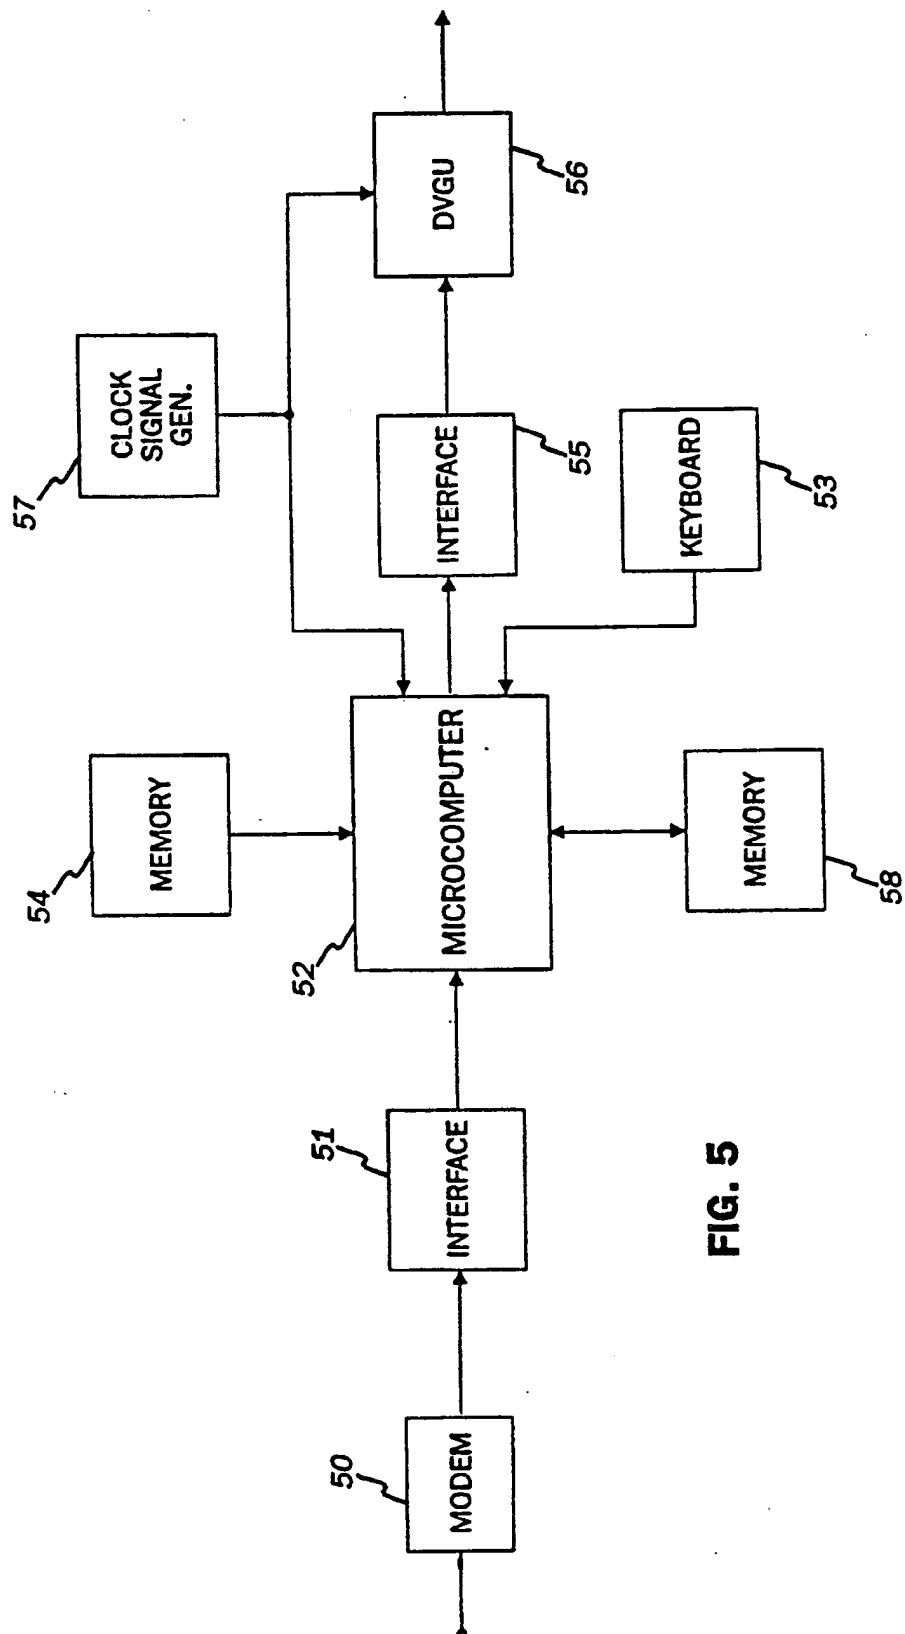 57
CLOCK
SIGNAL
GEN.
54
MEMORY
50
MODEM
51
INTERFACE
52
MICROCOMPUTER
INTERFACE
55
DVGU
56
MEMORY
58
KEYBOARD
53
FIG. 5